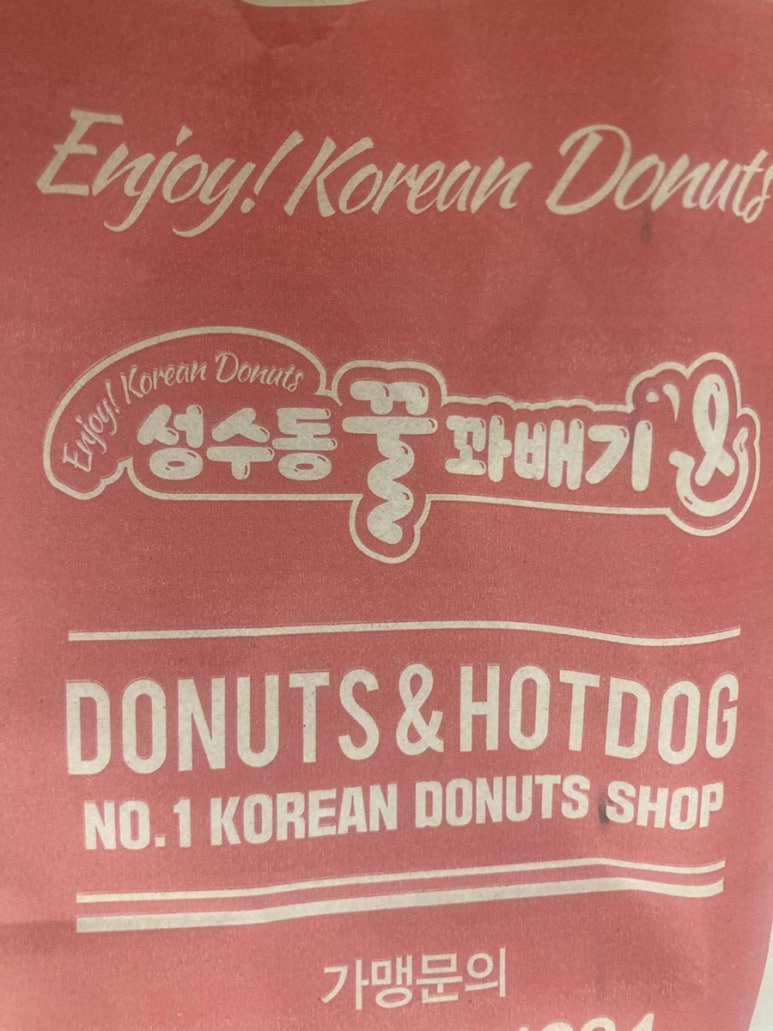 Enjoy! Korean Donuts
Enjoy! Korean Donuts
성수동 꿀 꽈배기
DONUTS & HOTDOG
NO.1 KOREAN DONUTS SHOP
가맹문의